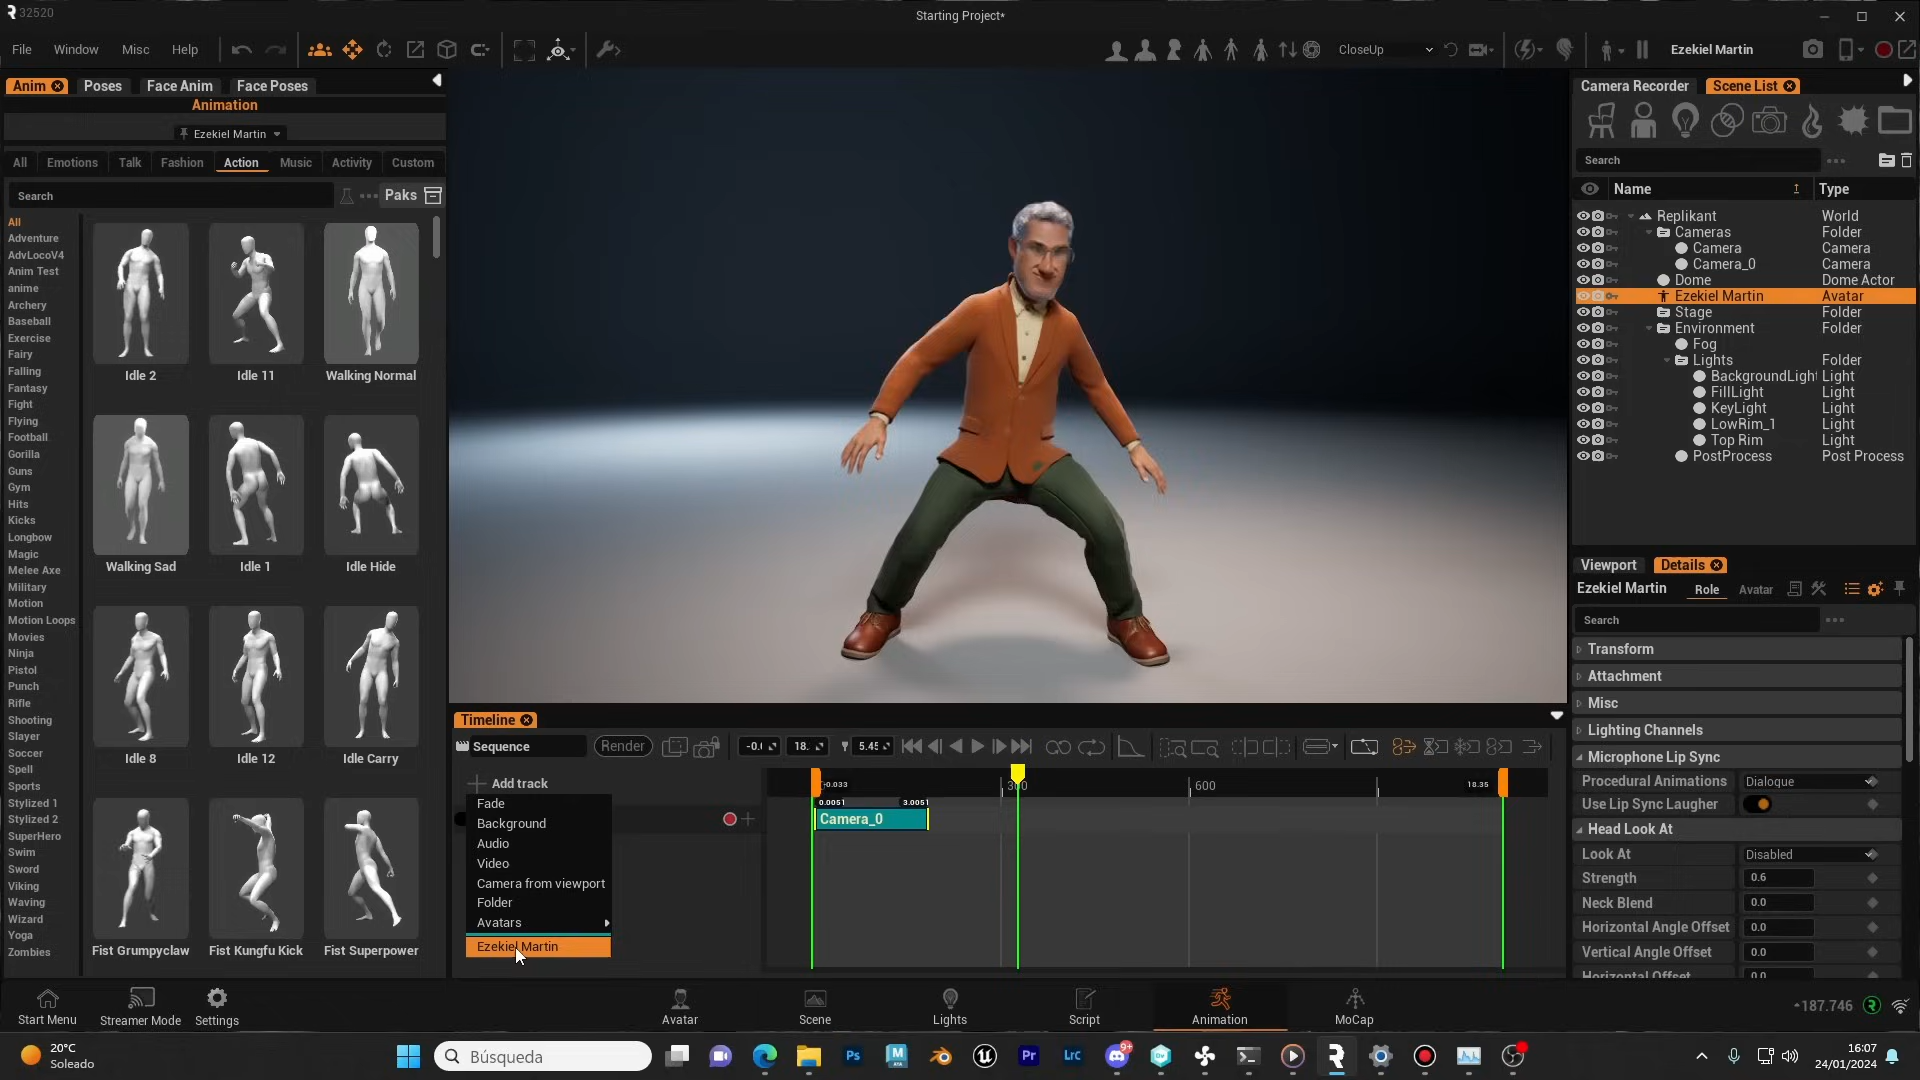 32520
Starting Project*
File
Window
Misc
Help
CloseUp
Ezekiel Martin
Anim
Poses
Face Anim
Face Poses
Animation
Ezekiel Martin
All
Emotions
Talk
Fashion
Action
Music
Activity
Custom
Search
Paks
All
Adventure
AdvLocoV4
Anim Test
anime
Archery
Baseball
Exercise
Fairy
Falling
Fantasy
Fight
Flying
Football
Gorilla
Guns
Gym
Hits
Kicks
Longbow
Magic
Melee Axe
Military
Motion
Motion Loops
Movies
Ninja
Pistol
Punch
Rifle
Shooting
Slayer
Soccer
Spell
Sports
Stylized 1
Stylized 2
SuperHero
Swim
Sword
Viking
Waving
Wizard
Yoga
Zombies
Idle 2
Idle 11
Walking Normal
Walking Sad
Idle 1
Idle Hide
Idle 8
Idle 12
Idle Carry
Fist Grumpyclaw
Fist Kungfu Kick
Fist Superpower
Timeline
Sequence
Render
18.
5.45
Add track
Fade
Background
Audio
Video
Camera from viewport
Folder
Avatars
Ezekiel Martin
-0.033
300
600
18.35
0.0051
3.0051
Camera_0
Camera Recorder
Scene List
Search
Name
Type
Replikant
World
Cameras
Folder
Camera
Camera
Camera_0
Camera
Dome
Dome Actor
Ezekiel Martin
Avatar
Stage
Folder
Environment
Folder
Fog
Lights
Folder
BackgroundLight
Light
FillLight
Light
KeyLight
Light
LowRim_1
Light
Top Rim
Light
PostProcess
Post Process
Viewport
Details
Ezekiel Martin
Role
Avatar
Search
Transform
Attachment
Misc
Lighting Channels
Microphone Lip Sync
Procedural Animations
Dialogue
Use Lip Sync Laugher
Head Look At
Look At
Disabled
Strength
0.6
Neck Blend
0.0
Horizontal Angle Offset
0.0
Vertical Angle Offset
0.0
Horizontal Offset
0.0
Start Menu
Streamer Mode
Settings
Avatar
Scene
Lights
Script
Animation
MoCap
187.746
20°C
Soleado
Búsqueda
Ps
Pr
LrC
9+
16:07
24/01/2024